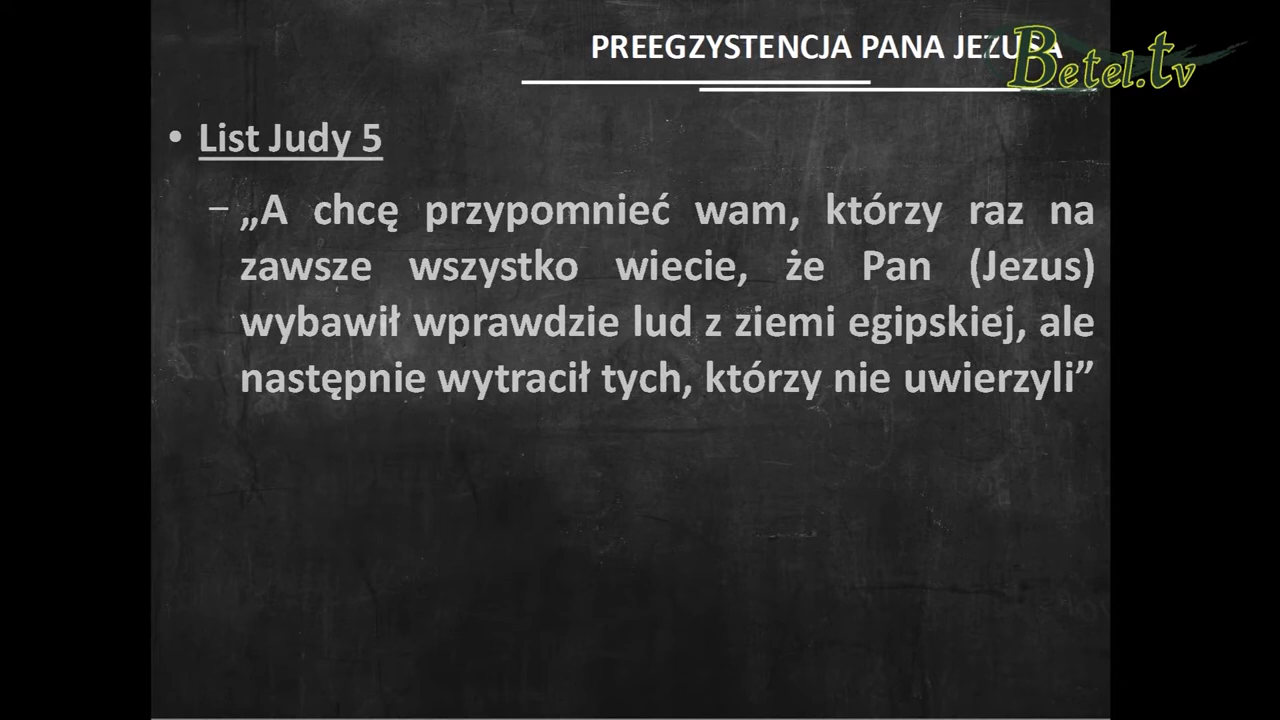 PREEGZYSTENCJA PANA JEZUSA
Betel.tv
• List Judy 5
– „A chcę przypomnieć wam, którzy raz na
zawsze wszystko wiecie, że Pan (Jezus)
wybawił wprawdzie lud z ziemi egipskiej, ale
następnie wytracił tych, którzy nie uwierzyli”